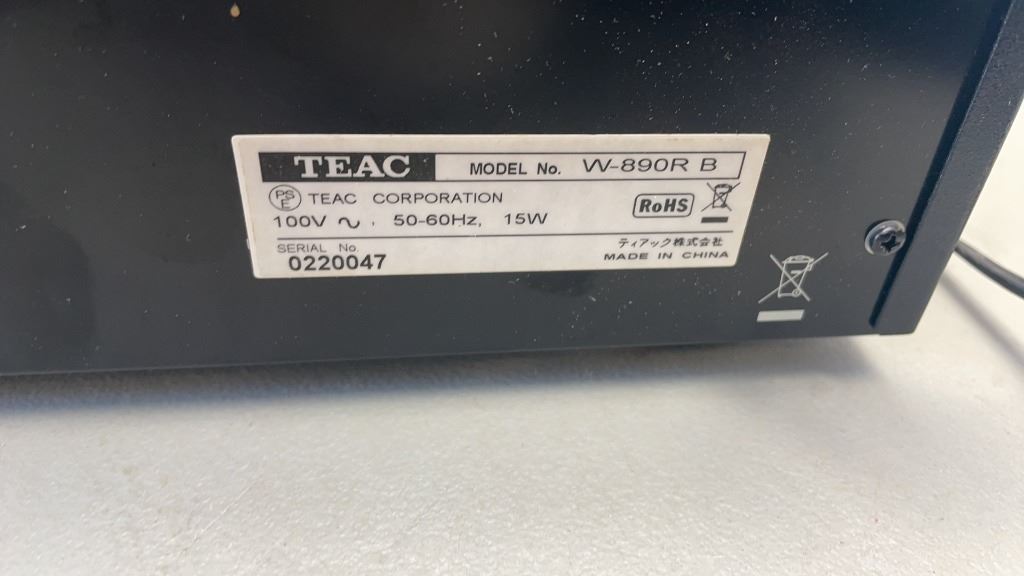 TEAC MODEL No. W-890R B
PS E TEAC CORPORATION
RoHS
100V ~, 50-60Hz, 15W
SERIAL No.
0220047
ティアック株式会社
MADE IN CHINA